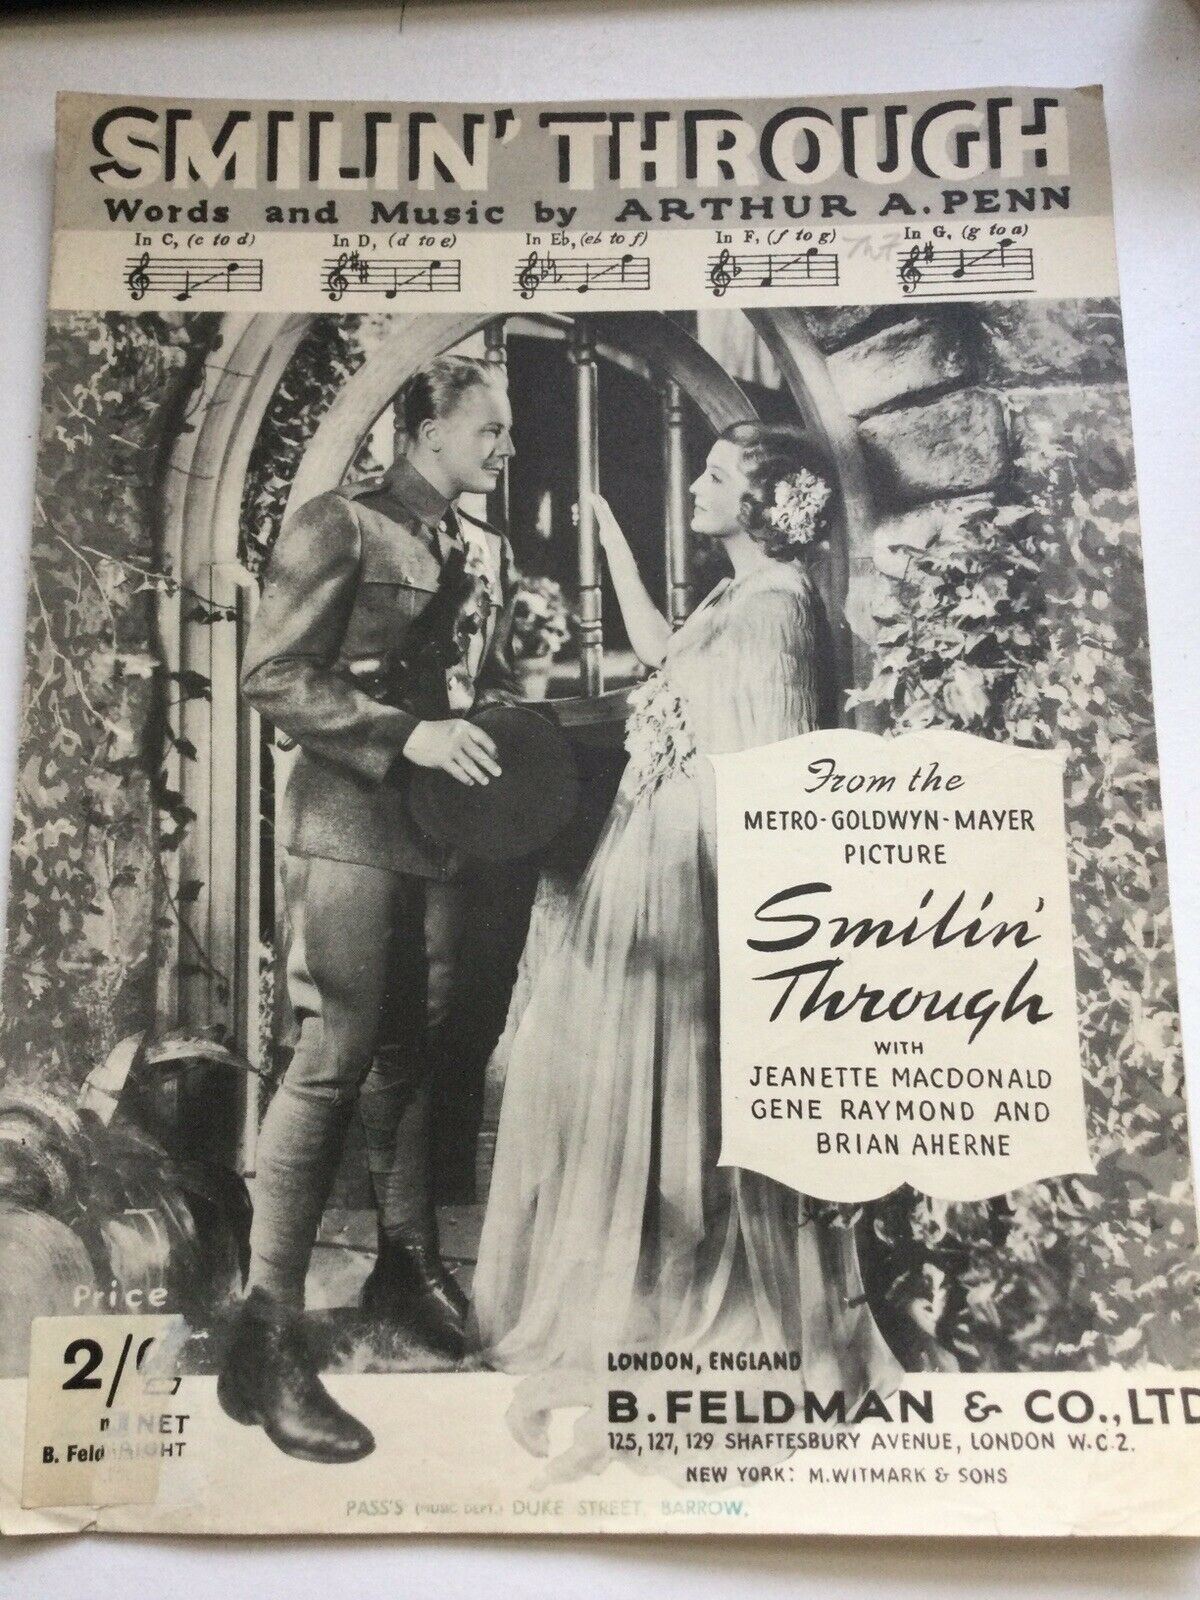 SMILIN' THROUGH
Words and Music by ARTHUR A. PENN
In C, (c to d) In D, (d to e) In Eb, (eb to f) In F, (f to g) In G, (g to a)
From the
METRO-GOLDWYN-MAYER
PICTURE
Smilin'
Through
WITH
JEANETTE MACDONALD
GENE RAYMOND AND
BRIAN AHERNE
Price
2/
NET
B. Feld
LONDON, ENGLAND
B. FELDMAN & CO., LTD
125, 127, 129 SHAFTESBURY AVENUE, LONDON W.C.2.
NEW YORK: M. WITMARK & SONS
PASS'S (MUSIC DEPT.) DUKE STREET, BARROW,